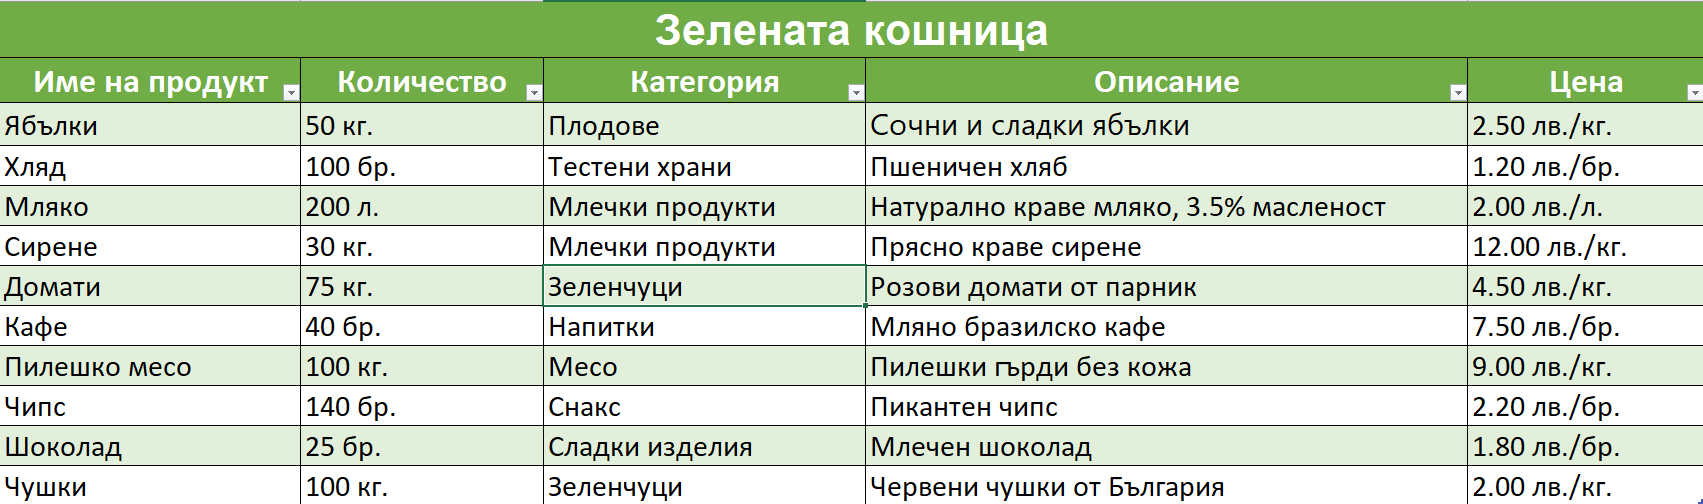 Зелената кошница
Име на продукт Количество Категория Описание Цена
Ябълки 50 кг. Плодове Сочни и сладки ябълки 2.50 лв./кг.
Хляд 100 бр. Тестени храни Пшеничен хляб 1.20 лв./бр.
Мляко 200 л. Млечки продукти Натурално краве мляко, 3.5% масленост 2.00 лв./л.
Сирене 30 кг. Млечки продукти Прясно краве сирене 12.00 лв./кг.
Домати 75 кг. Зеленчуци Розови домати от парник 4.50 лв./кг.
Кафе 40 бр. Напитки Мляно бразилско кафе 7.50 лв./бр.
Пилешко месо 100 кг. Месо Пилешки гърди без кожа 9.00 лв./кг.
Чипс 140 бр. Снакс Пикантен чипс 2.20 лв./бр.
Шоколад 25 бр. Сладки изделия Млечен шоколад 1.80 лв./бр.
Чушки 100 кг. Зеленчуци Червени чушки от България 2.00 лв./кг.